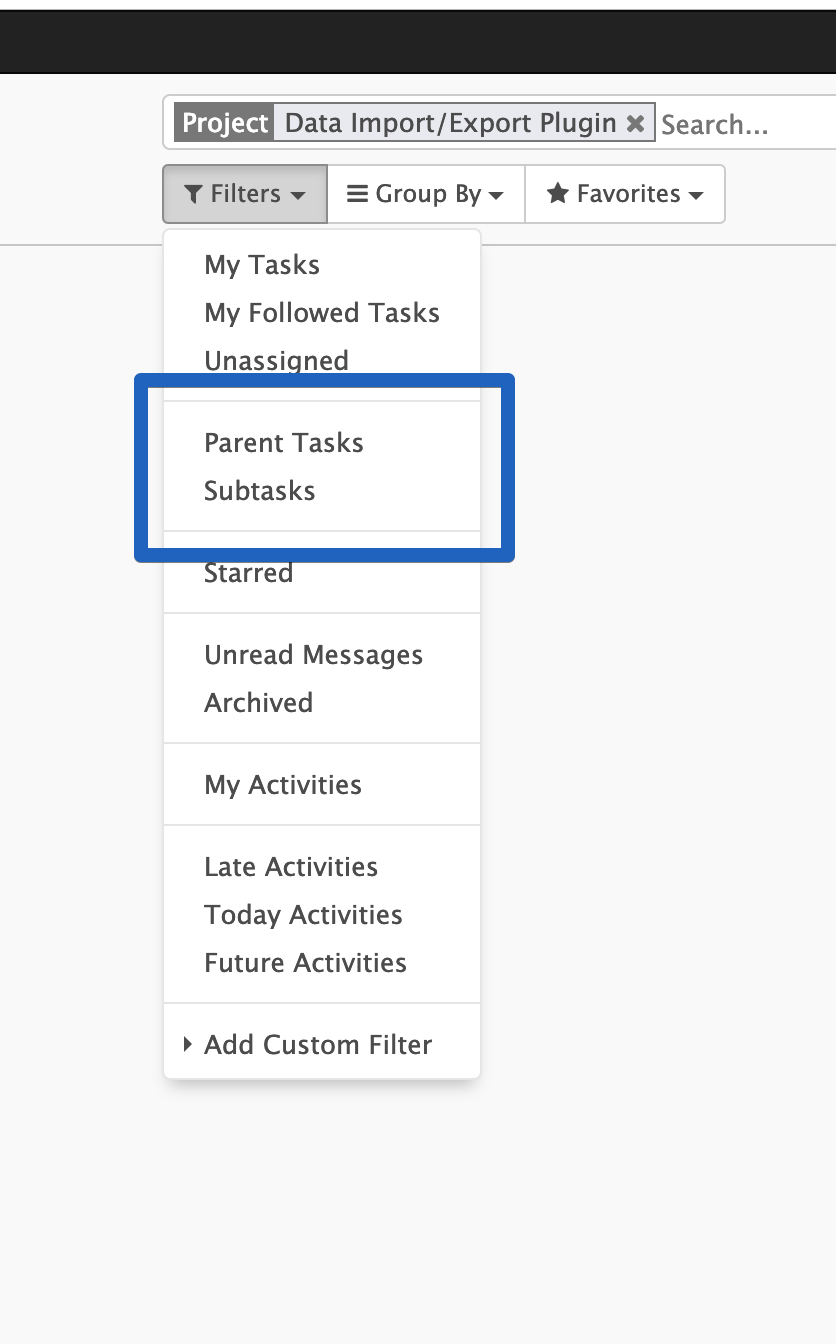 Project Data Import/Export Plugin ✖ Search...
Filters Group By Favorites
My Tasks
My Followed Tasks
Unassigned
Parent Tasks
Subtasks
Starred
Unread Messages
Archived
My Activities
Late Activities
Today Activities
Future Activities
Add Custom Filter